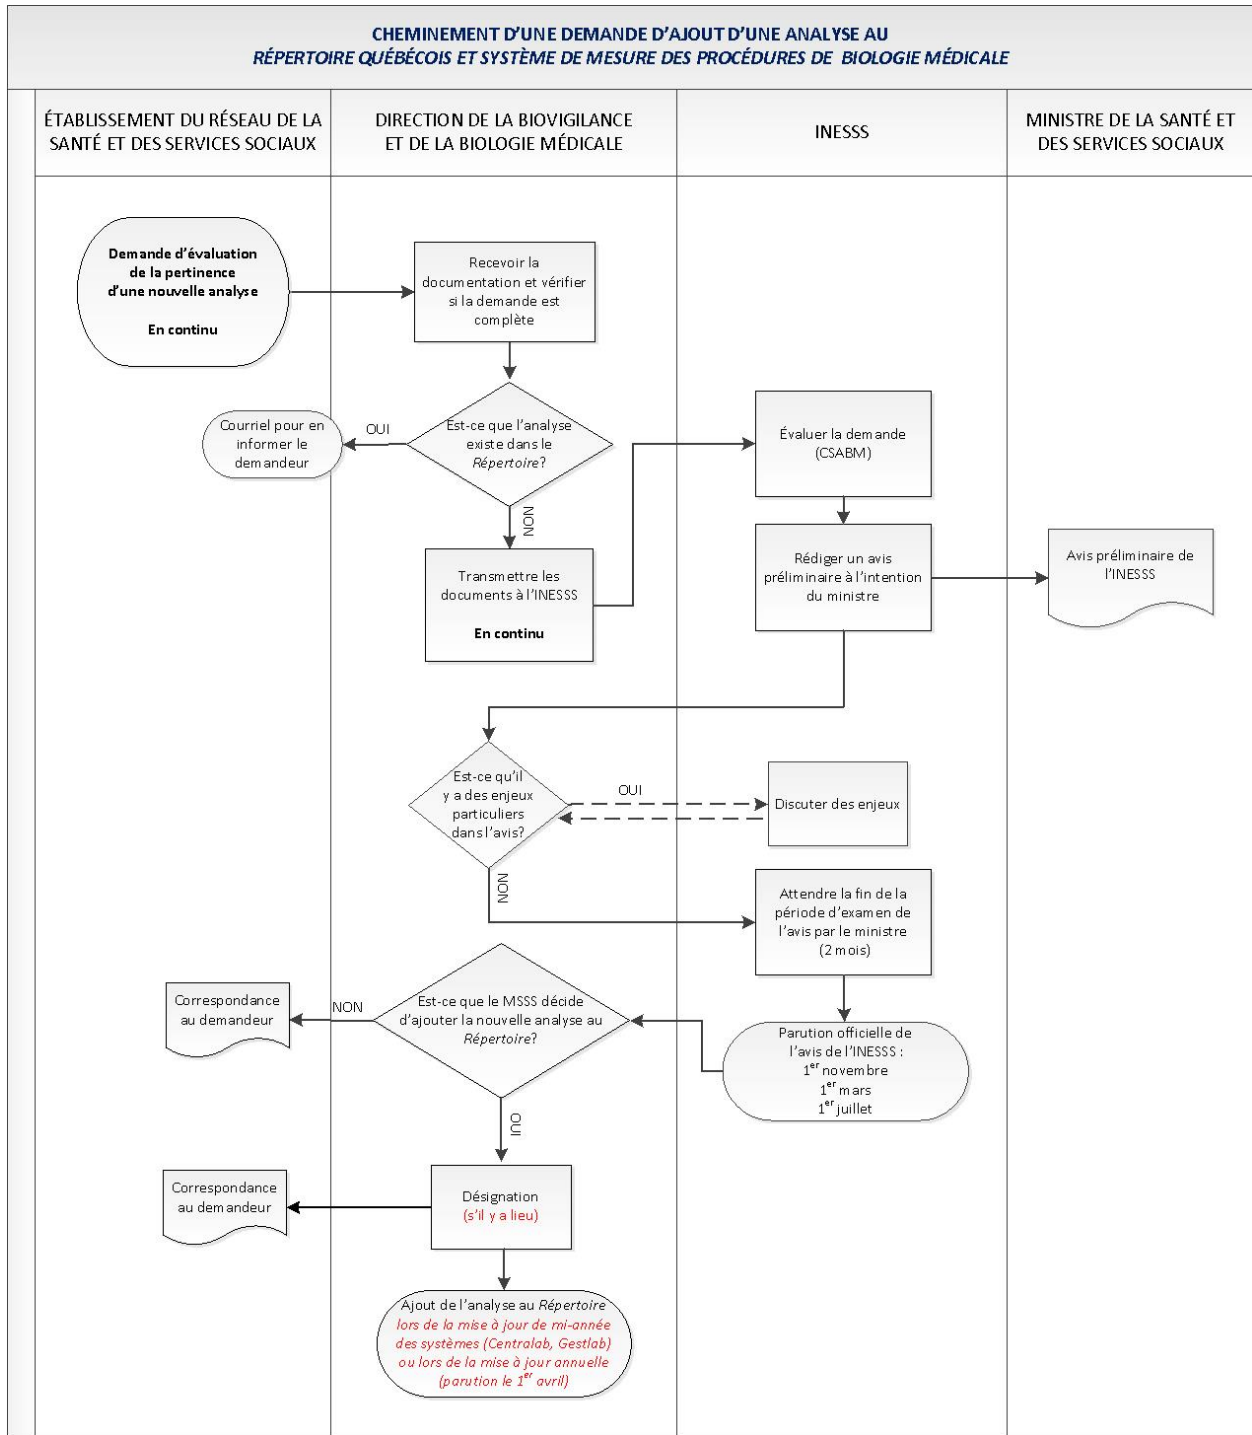 CHEMINEMENT D'UNE DEMANDE D'AJOUT D'UNE ANALYSE AU
RÉPERTOIRE QUÉBÉCOIS ET SYSTÈME DE MESURE DES PROCÉDURES DE BIOLOGIE MÉDICALE
ÉTABLISSEMENT DU RÉSEAU DE LA
SANTÉ ET DES SERVICES SOCIAUX
DIRECTION DE LA BIOVIGILANCE
ET DE LA BIOLOGIE MÉDICALE
INESSS
MINISTRE DE LA SANTÉ ET
DES SERVICES SOCIAUX
Demande d'évaluation
de la pertinence
d'une nouvelle analyse
En continu
Recevoir la
documentation et vérifier
si la demande est
complète
Est-ce que l'analyse
existe dans le
Répertoire?
OUI
Courriel pour en
informer le
demandeur
NON
Transmettre les
documents à l'INESSS
En continu
Évaluer la demande
(CSABM)
Rédiger un avis
préliminaire à l'intention
du ministre
Avis préliminaire de
l'INESSS
Est-ce qu'il
y a des enjeux
particuliers
dans l'avis?
OUI
Discuter des enjeux
NON
Attendre la fin de la
période d'examen de
l'avis par le ministre
(2 mois)
Parution officielle de
l'avis de l'INESSS :
1er novembre
1er mars
1er juillet
Est-ce que le MSSS décide
d'ajouter la nouvelle analyse au
Répertoire?
NON
Correspondance
au demandeur
OUI
Désignation
(s'il y a lieu)
Correspondance
au demandeur
Ajout de l'analyse au Répertoire
lors de la mise à jour de mi-année
des systèmes (Centralab, Gestlab)
ou lors de la mise à jour annuelle
(parution le 1er avril)